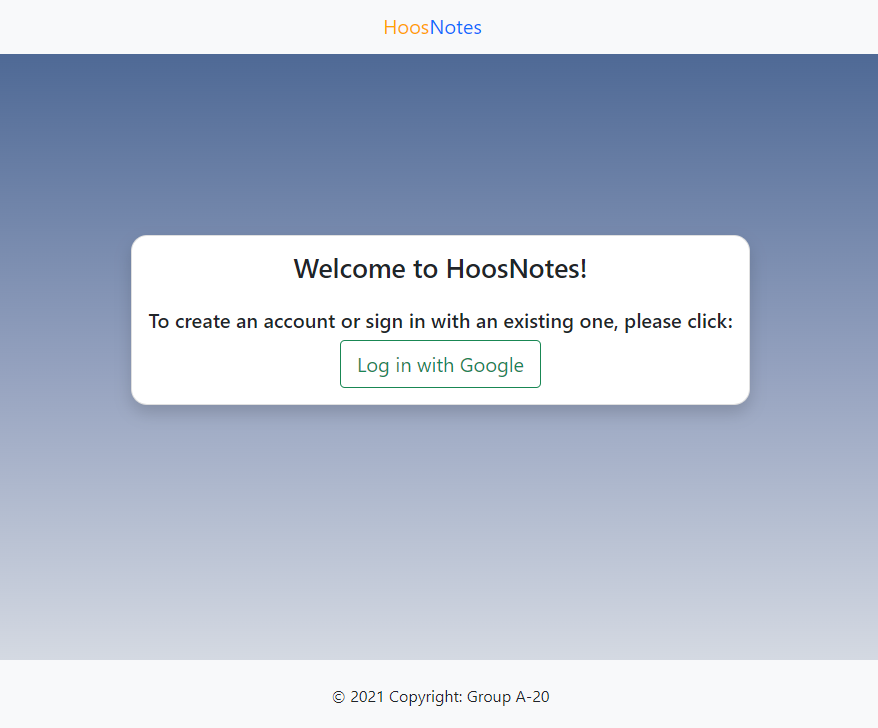 HoosNotes
Welcome to HoosNotes!
To create an account or sign in with an existing one, please click:
Log in with Google
© 2021 Copyright: Group A-20